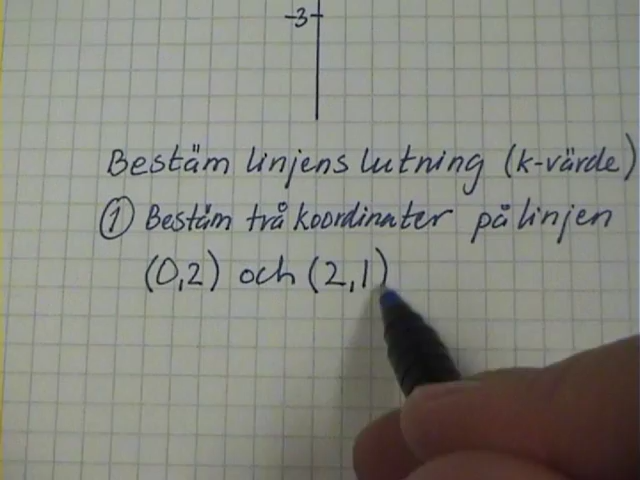 -3
Bestäm linjens lutning (k-värde)
① Bestäm två koordinater på linjen
(0,2) och (2,1)